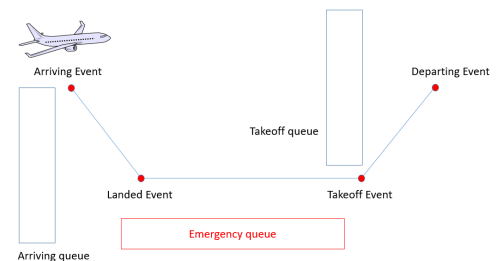 Arriving Event
Departing Event
Takeoff queue
Landed Event
Takeoff Event
Emergency queue
Arriving queue